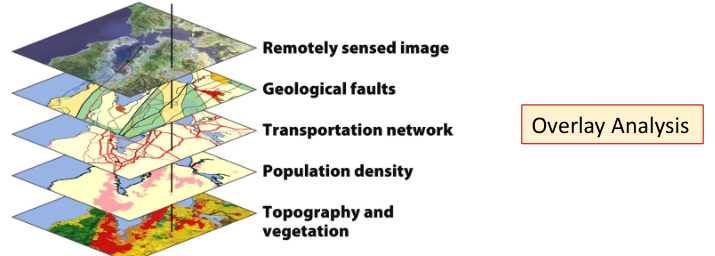 Remotely sensed image
Geological faults
Transportation network
Population density
Topography and
vegetation
Overlay Analysis